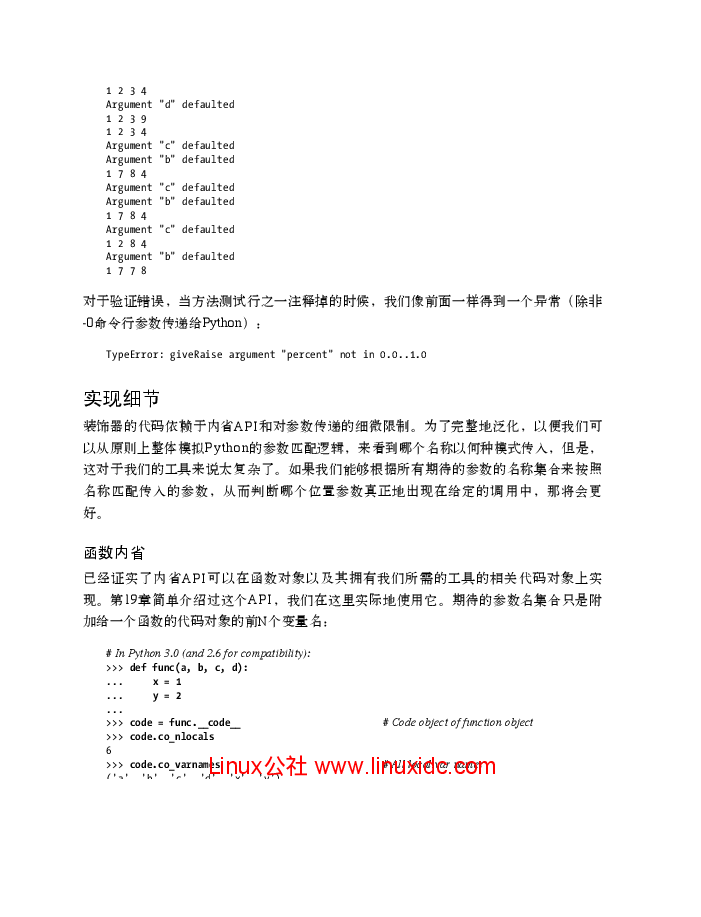 1 2 3 4
Argument "d" defaulted
1 2 3 9
1 2 3 4
Argument "c" defaulted
Argument "b" defaulted
1 7 8 4
Argument "c" defaulted
Argument "b" defaulted
1 7 8 4
Argument "c" defaulted
1 2 8 4
Argument "b" defaulted
1 7 7 8
对于验证错误，当方法测试行之一注释掉的时候，我们像前面一样得到一个异常（除非
-O命令行参数传递给Python）：
TypeError: giveRaise argument "percent" not in 0.0..1.0
实现细节
装饰器的代码依赖于内省API和对参数传递的细微限制。为了完整地泛化，以便我们可
以从原则上整体模拟Python的参数匹配逻辑，来看到哪个名称以何种模式传入，但是，
这对于我们的工具来说太复杂了。如果我们能够根据所有期待的参数的名称集合来按照
名称匹配传入的参数，从而判断哪个位置参数真正地出现在给定的调用中，那将会更
好。
函数内省
已经证实了内省API可以在函数对象以及其拥有我们所需的工具的相关代码对象上实
现。第19章简单介绍过这个API，我们在这里实际地使用它。期待的参数名集合只是附
加给一个函数的代码对象的前N个变量名：
# In Python 3.0 (and 2.6 for compatibility):
>>> def func(a, b, c, d):
... x = 1
... y = 2
...
>>> code = func.__code__ # Code object of function object
>>> code.co_nlocals
6
>>> code.co_varnames # All local var names
('a', 'b', 'c', 'd', 'x', 'y')
Linux公社 www.linuxidc.com